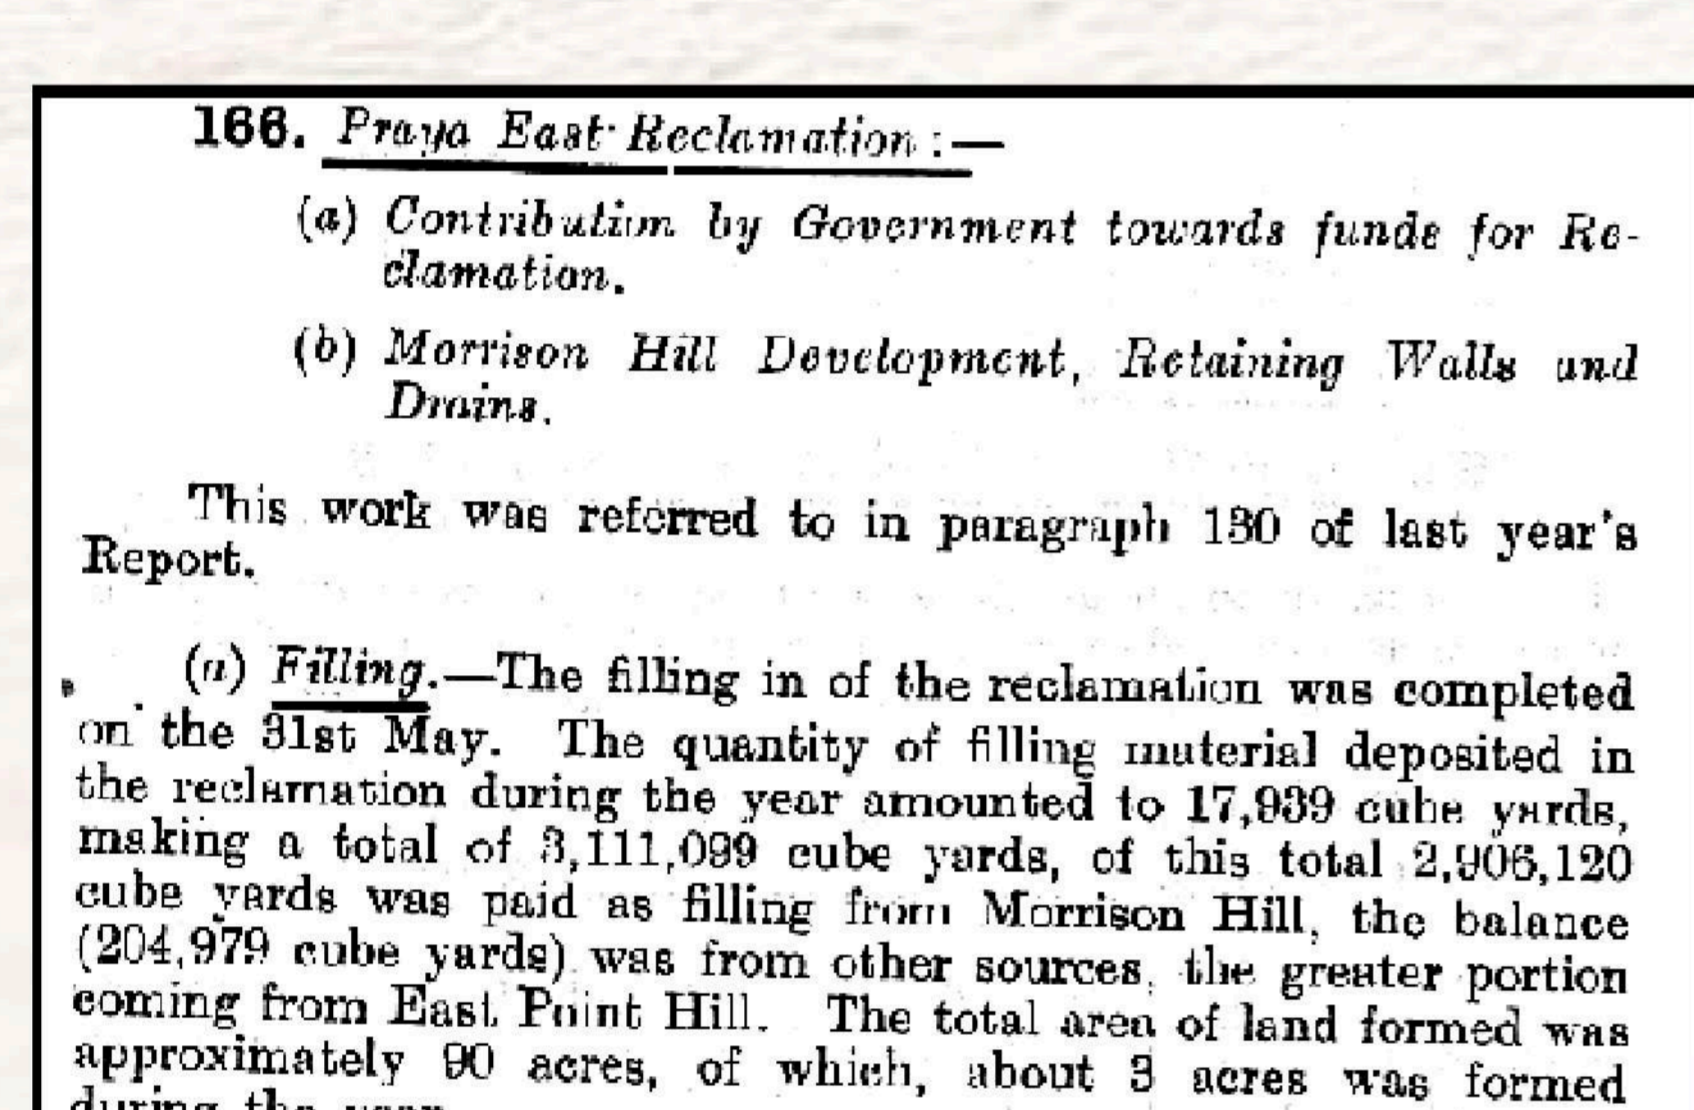 166. Praya East Reclamation :—
(a) Contribution by Government towards funds for Re-
clamation.
(b) Morrison Hill Development, Retaining Walls and
Drains.
This work was referred to in paragraph 130 of last year's
Report.
(a) Filling.—The filling in of the reclamation was completed
on the 31st May. The quantity of filling material deposited in
the reclamation during the year amounted to 17,939 cube yards,
making a total of 3,111,099 cube yards, of this total 2,906,120
cube yards was paid as filling from Morrison Hill, the balance
(204,979 cube yards) was from other sources, the greater portion
coming from East Point Hill. The total area of land formed was
approximately 90 acres, of which, about 3 acres was formed
during the year.